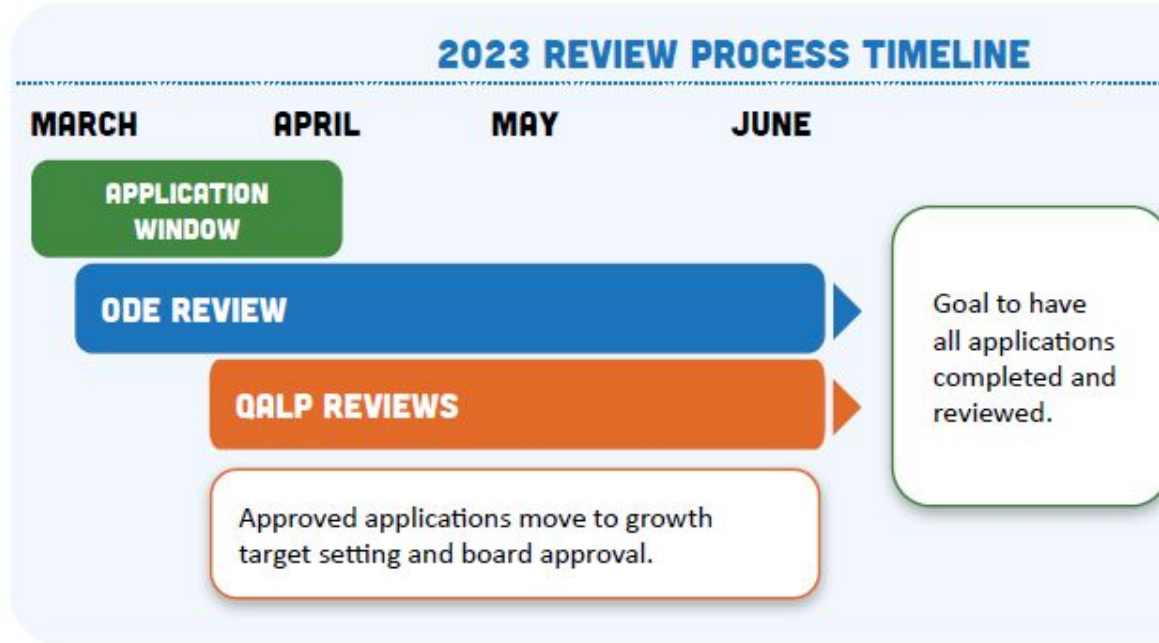 2023 REVIEW PROCESS TIMELINE
MARCH APRIL MAY JUNE
APPLICATION
WINDOW
ODE REVIEW
QALP REVIEWS
Approved applications move to growth
target setting and board approval.
Goal to have
all applications
completed and
reviewed.